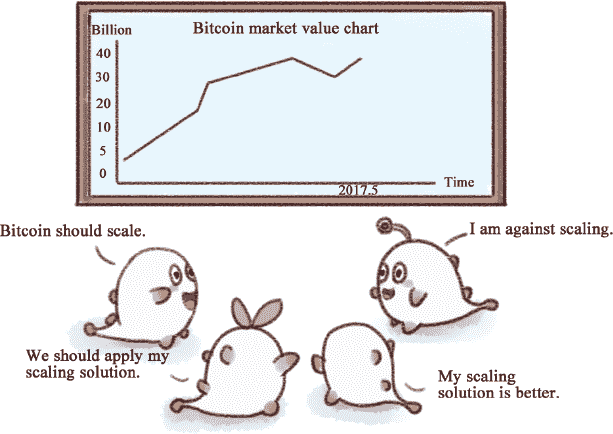 Billion
Bitcoin market value chart
40
30
20
10
5
0
Time
2017.5
Bitcoin should scale.
I am against scaling.
We should apply my
scaling solution.
My scaling
solution is better.